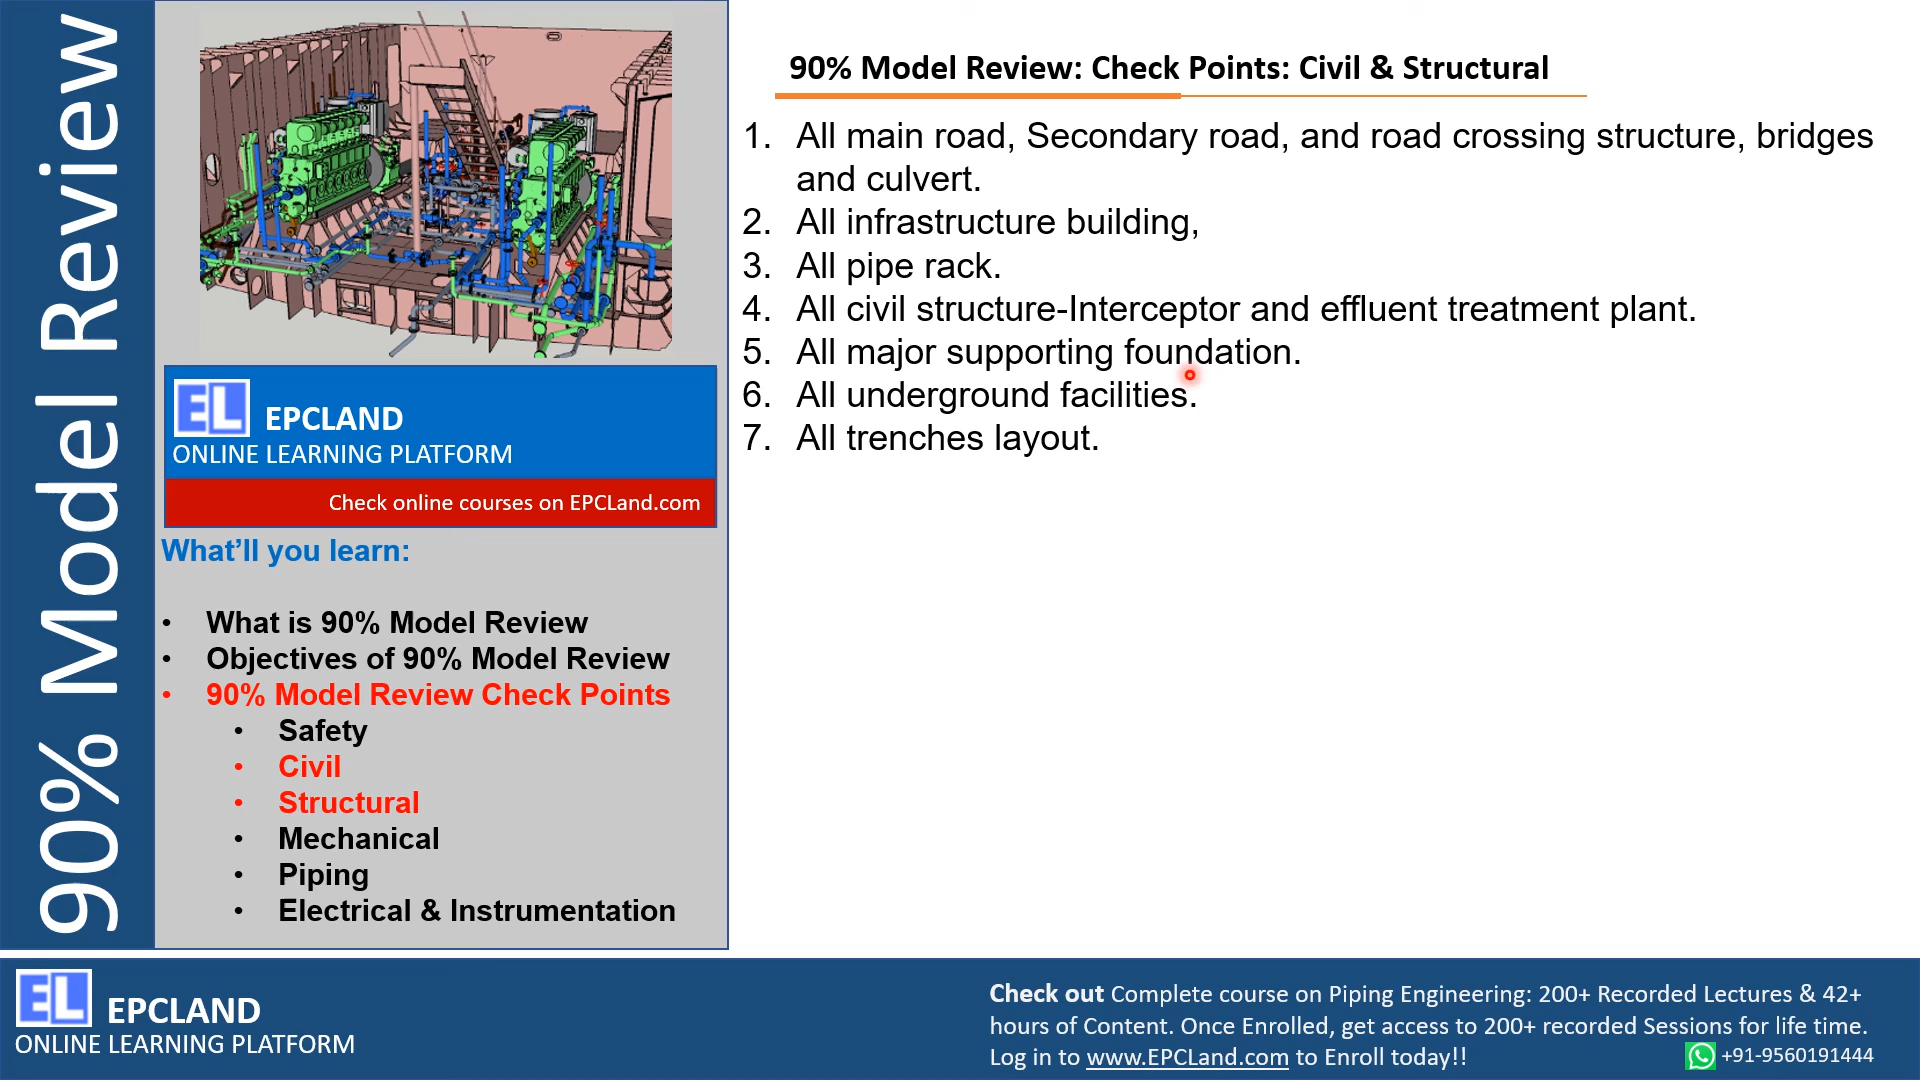 90% Model Review
EL EPCLAND
ONLINE LEARNING PLATFORM
Check online courses on EPCLand.com
What’ll you learn:
• What is 90% Model Review
• Objectives of 90% Model Review
• 90% Model Review Check Points
• Safety
• Civil
• Structural
• Mechanical
• Piping
• Electrical & Instrumentation
90% Model Review: Check Points: Civil & Structural
1. All main road, Secondary road, and road crossing structure, bridges
and culvert.
2. All infrastructure building,
3. All pipe rack.
4. All civil structure-Interceptor and effluent treatment plant.
5. All major supporting foundation.
6. All underground facilities.
7. All trenches layout.
EL EPCLAND
ONLINE LEARNING PLATFORM
Check out Complete course on Piping Engineering: 200+ Recorded Lectures & 42+
hours of Content. Once Enrolled, get access to 200+ recorded Sessions for life time.
Log in to www.EPCLand.com to Enroll today!!
+91-9560191444